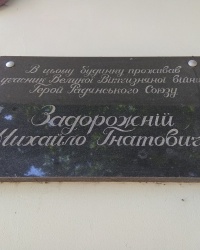 В цьому будинку проживав
учасник Великої Вітчизняної війни
Герой Радянського Союзу
Задорожній
Михайло Гнатович